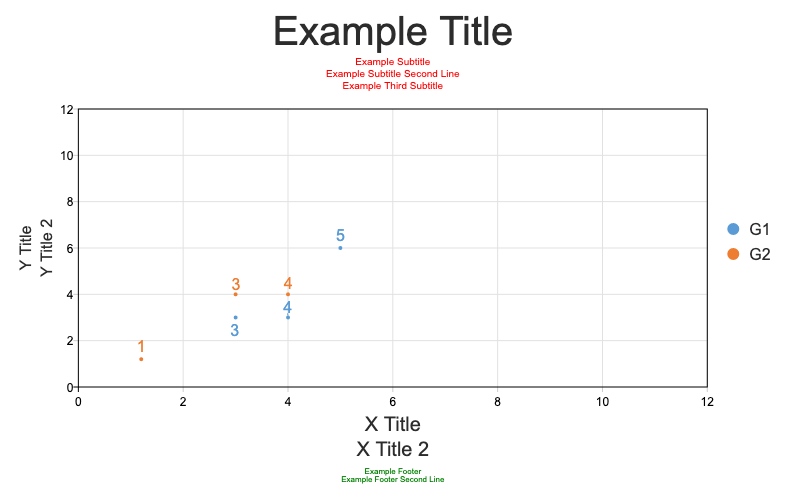 Example Title
Example Subtitle
Example Subtitle Second Line
Example Third Subtitle
Y Title
Y Title 2
12
10
8
6
4
2
0
5
3
4
4
3
1
0
2
4
6
8
10
12
G1
G2
X Title
X Title 2
Example Footer
Example Footer Second Line